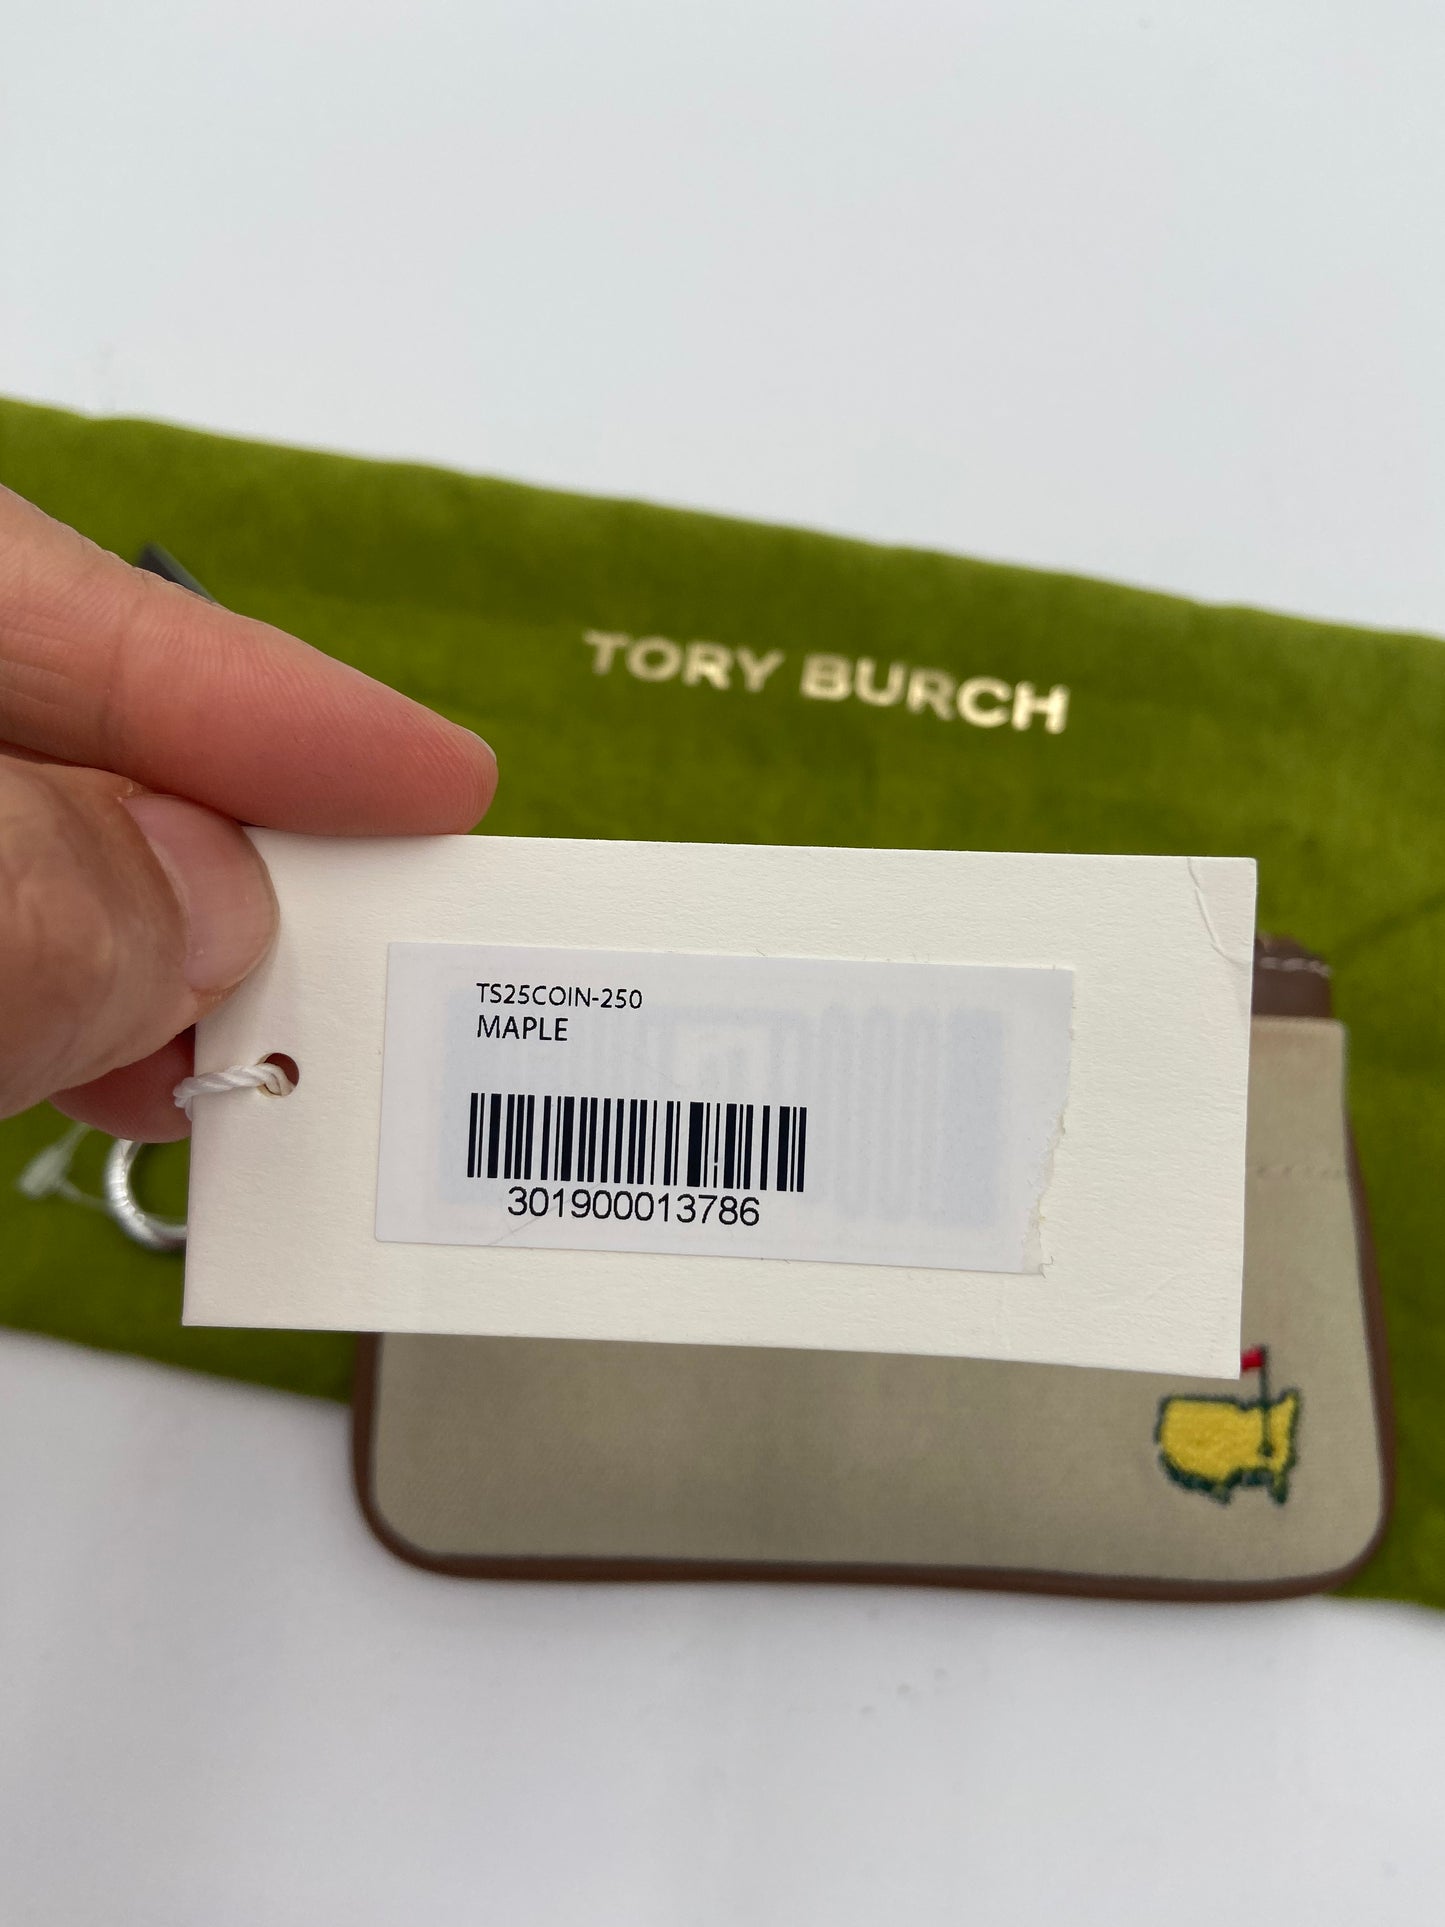 TORY BURCH
TS25COIN-250
MAPLE
301900013786